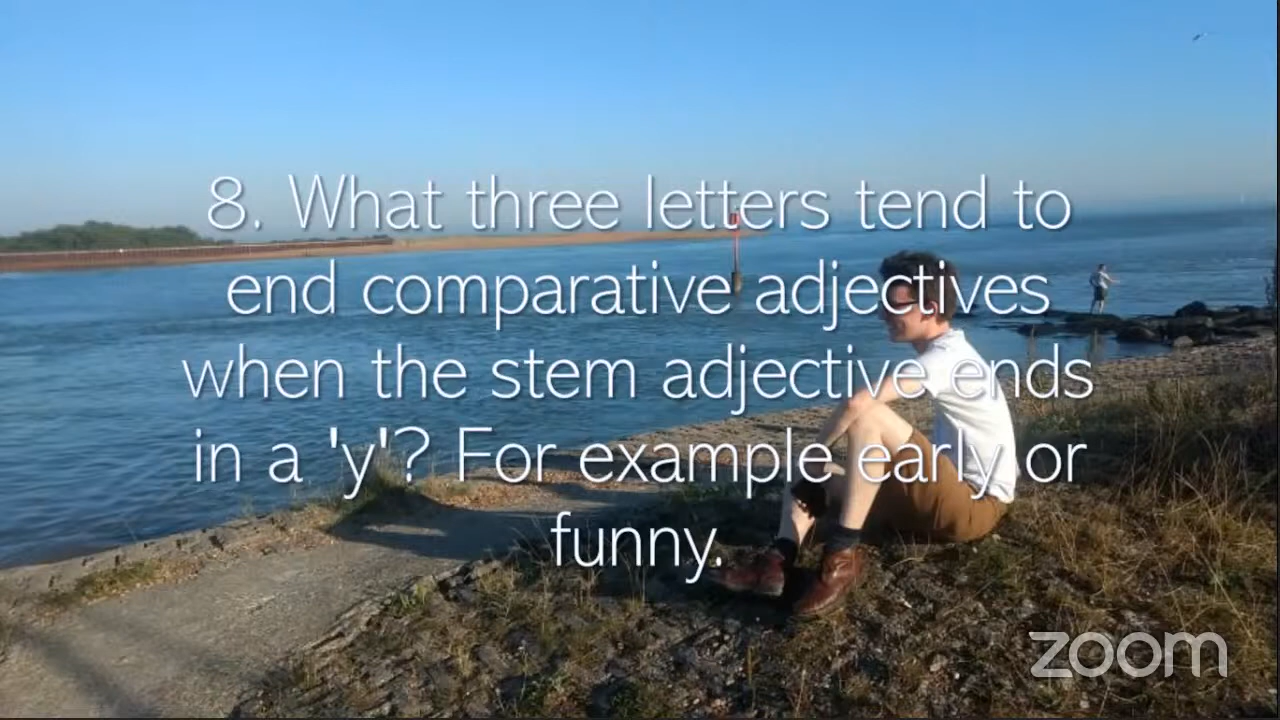 8. What three letters tend to
end comparative adjectives
when the stem adjective ends
in a 'y'? For example early or
funny.
zoom